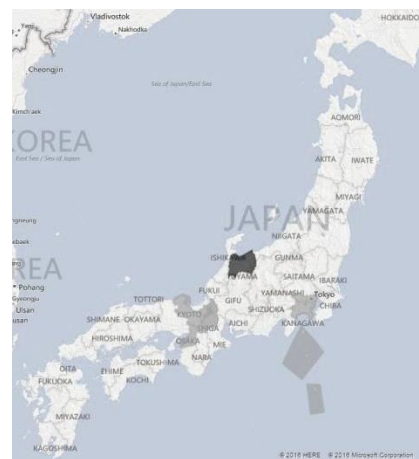 Vladivostok
Nakhodka
HOKKAIDO
Cheongjin
Sea of Japan/East Sea
AOMORI
KOREA
East Sea / Sea of Japan
AKITA
IWATE
MIYAGI
YAMAGATA
JAPAN
NIIGATA
ISHIKAWA
GUNMA
TOYAMA
REA
SAITAMA
IBARAKI
Pohang
FUKUI
YAMANASHI
Tokyo
Gyeongju
TOTTORI
GIFU
CHIBA
Ulsan
KYOTO
SHIZUOKA
SHIMANE
OKAYAMA
SHIGA
AICHI
KANAGAWA
HIROSHIMA
OSAKA
MIE
NARA
OITA
TOKUSHIMA
EHIME
FUKUOKA
KOCHI
MIYAZAKI
KAGOSHIMA
© 2016 HERE © 2016 Microsoft Corporation